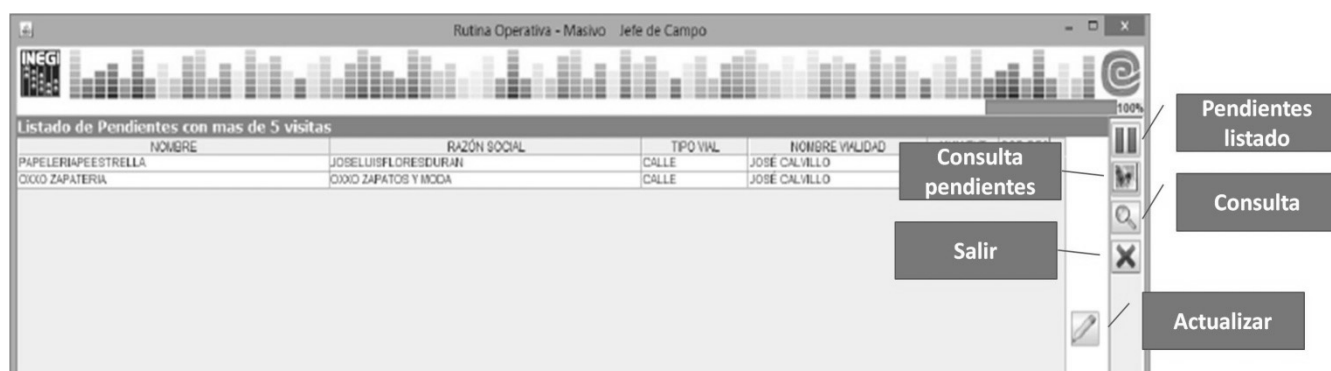 Rutina Operativa - Masivo Jefe de Campo
INEGI
100%
Listado de Pendientes con mas de 5 visitas
NOMBRE RAZÓN SOCIAL TIPO VIAL NOMBRE VIALIDAD
PAPELERIAPEESTRELLA JOSELUISFLORESDURAN CALLE JOSÉ CALVILLO
OXXO ZAPATERIA OXXO ZAPATOS Y MODA CALLE JOSÉ CALVILLO
Pendientes
listado
Consulta
pendientes
Consulta
Salir
Actualizar